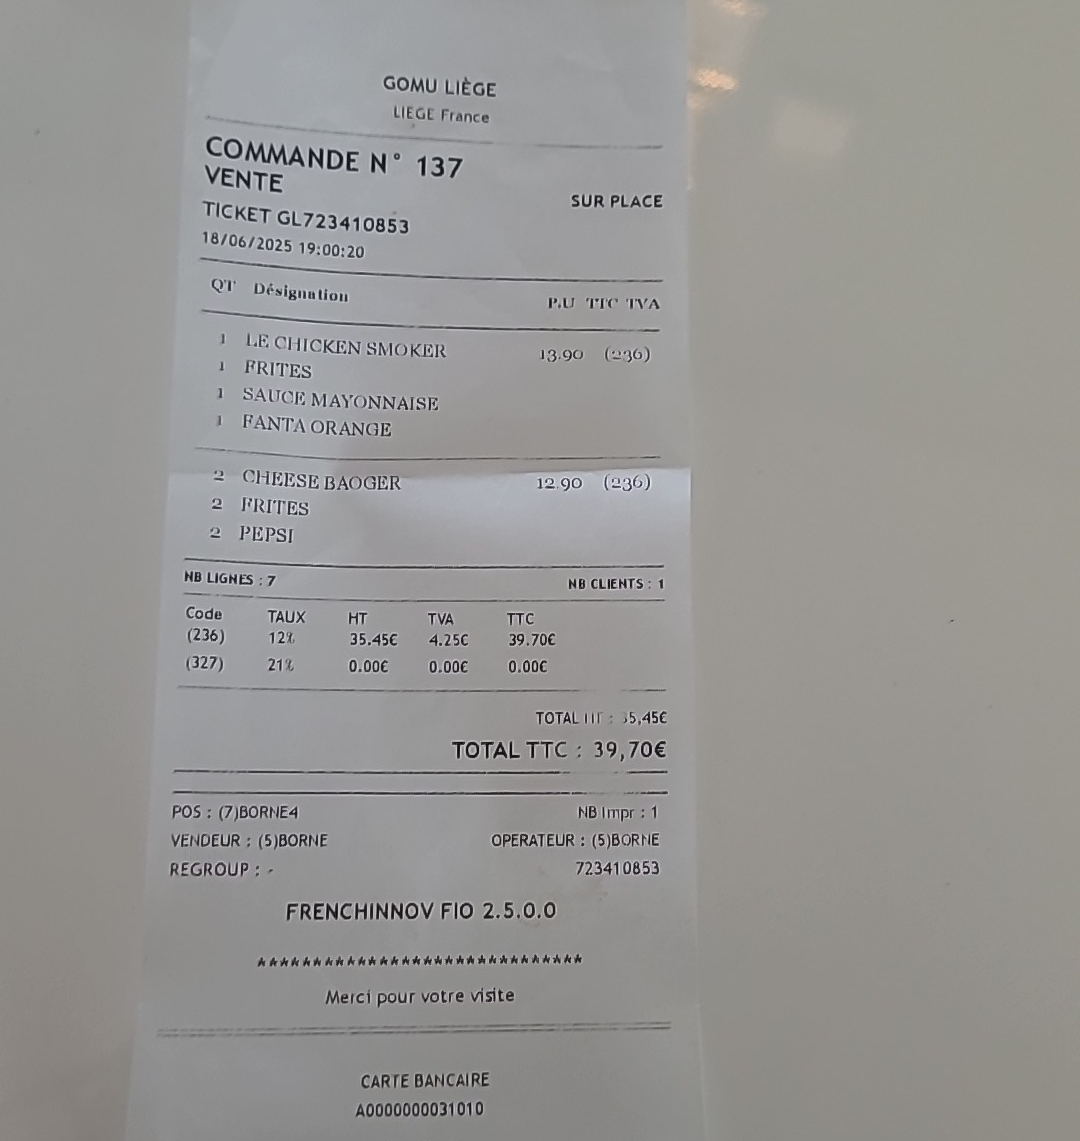 GOMU LIÈGE
LIEGE France
COMMANDE N° 137
VENTE
SUR PLACE
TICKET GL723410853
18/06/2025 19:00:20
QT Désignation P.U TTC TVA
1 LE CHICKEN SMOKER 13.90 (236)
1 FRITES
1 SAUCE MAYONNAISE
1 FANTA ORANGE
2 CHEESE BAOGER 12.90 (236)
2 FRITES
2 PEPSI
NB LIGNES : 7 NB CLIENTS : 1
Code TAUX HT TVA TTC
(236) 12% 35.45€ 4.25€ 39.70€
(327) 21% 0.00€ 0.00€ 0.00€
TOTAL HT : 35,45€
TOTAL TTC : 39,70€
POS : (7)BORNE4 NB Impr : 1
VENDEUR : (5)BORNE OPERATEUR : (5)BORNE
REGROUP : - 723410853
FRENCHINNOV FIO 2.5.0.0
*****************************
Merci pour votre visite
CARTE BANCAIRE
A0000000031010